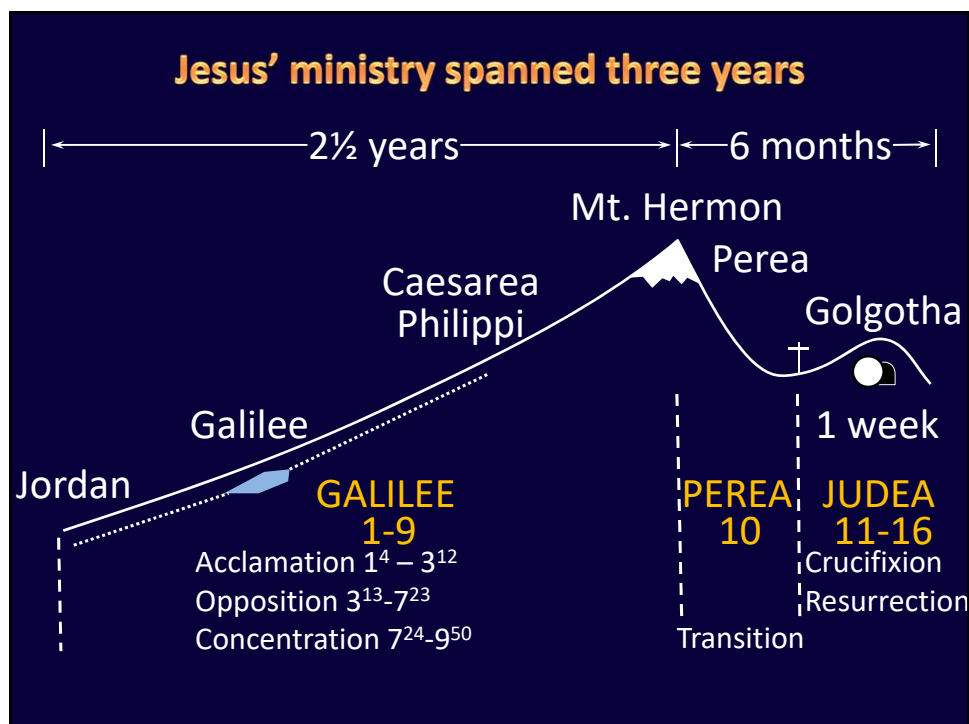 Jesus’ ministry spanned three years
2½ years
6 months
Mt. Hermon
Perea
Caesarea
Philippi
Golgotha
Galilee
1 week
Jordan
GALILEE
1-9
PEREA
10
JUDEA
11-16
Acclamation 1⁴ – 3¹²
Opposition 3¹³-7²³
Concentration 7²⁴-9⁵⁰
Transition
Crucifixion
Resurrection